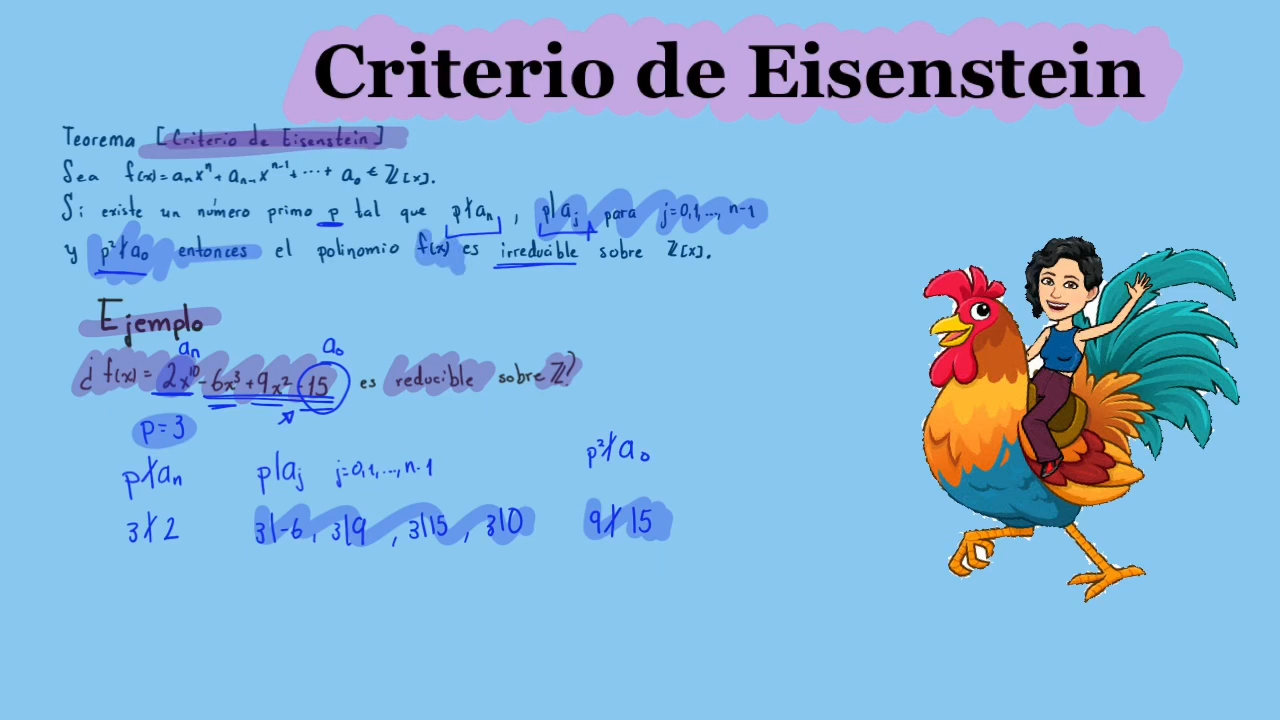 Criterio de Eisenstein
Teorema [Criterio de Eisenstein]
Sea f(x)=aₙxⁿ+aₙ₋₁xⁿ⁻¹+⋯+a₀∈ℤ[x].
Si existe un número primo p tal que p∤aₙ, p|aⱼ para j=0,1,...,n-1
y p²∤a₀ entonces el polinomio f(x) es irreducible sobre ℤ[x].
Ejemplo
aₙ a₀
¿f(x)=2x¹⁰-6x³+9x²-15 es reducible sobre ℤ?
p=3
p∤aₙ p|aⱼ j=0,1,...,n-1 p²∤a₀
3∤2 3|-6, 3|9, 3|15, 3|0 9∤15